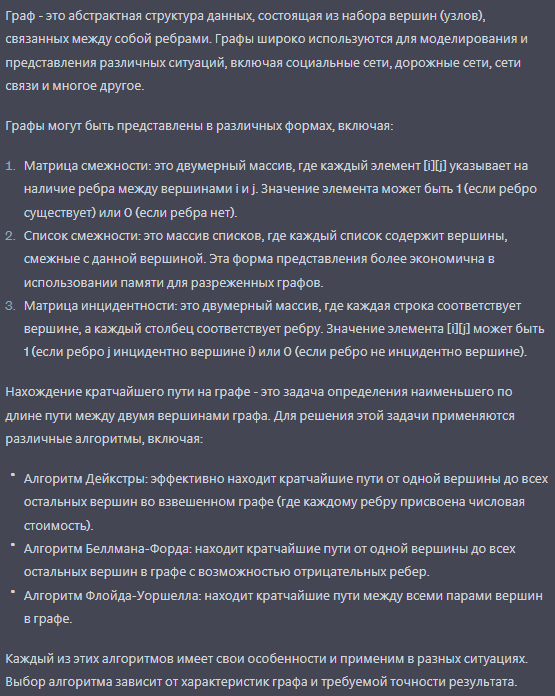 Граф - это абстрактная структура данных, состоящая из набора вершин (узлов),
связанных между собой ребрами. Графы широко используются для моделирования и
представления различных ситуаций, включая социальные сети, дорожные сети, сети
связи и многое другое.
Графы могут быть представлены в различных формах, включая:
1. Матрица смежности: это двумерный массив, где каждый элемент [i][j] указывает на
наличие ребра между вершинами i и j. Значение элемента может быть 1 (если ребро
существует) или 0 (если ребра нет).
2. Список смежности: это массив списков, где каждый список содержит вершины,
смежные с данной вершиной. Эта форма представления более экономична в
использовании памяти для разреженных графов.
3. Матрица инцидентности: это двумерный массив, где каждая строка соответствует
вершине, а каждый столбец соответствует ребру. Значение элемента [i][j] может быть
1 (если ребро j инцидентно вершине i) или 0 (если ребро не инцидентно вершине).
Нахождение кратчайшего пути на графе - это задача определения наименьшего по
длине пути между двумя вершинами графа. Для решения этой задачи применяются
различные алгоритмы, включая:
• Алгоритм Дейкстры: эффективно находит кратчайшие пути от одной вершины до всех
остальных вершин во взвешенном графе (где каждому ребру присвоена числовая
стоимость).
• Алгоритм Беллмана-Форда: находит кратчайшие пути от одной вершины до всех
остальных вершин в графе с возможностью отрицательных ребер.
• Алгоритм Флойда-Уоршелла: находит кратчайшие пути между всеми парами вершин
в графе.
Каждый из этих алгоритмов имеет свои особенности и применим в разных ситуациях.
Выбор алгоритма зависит от характеристик графа и требуемой точности результата.